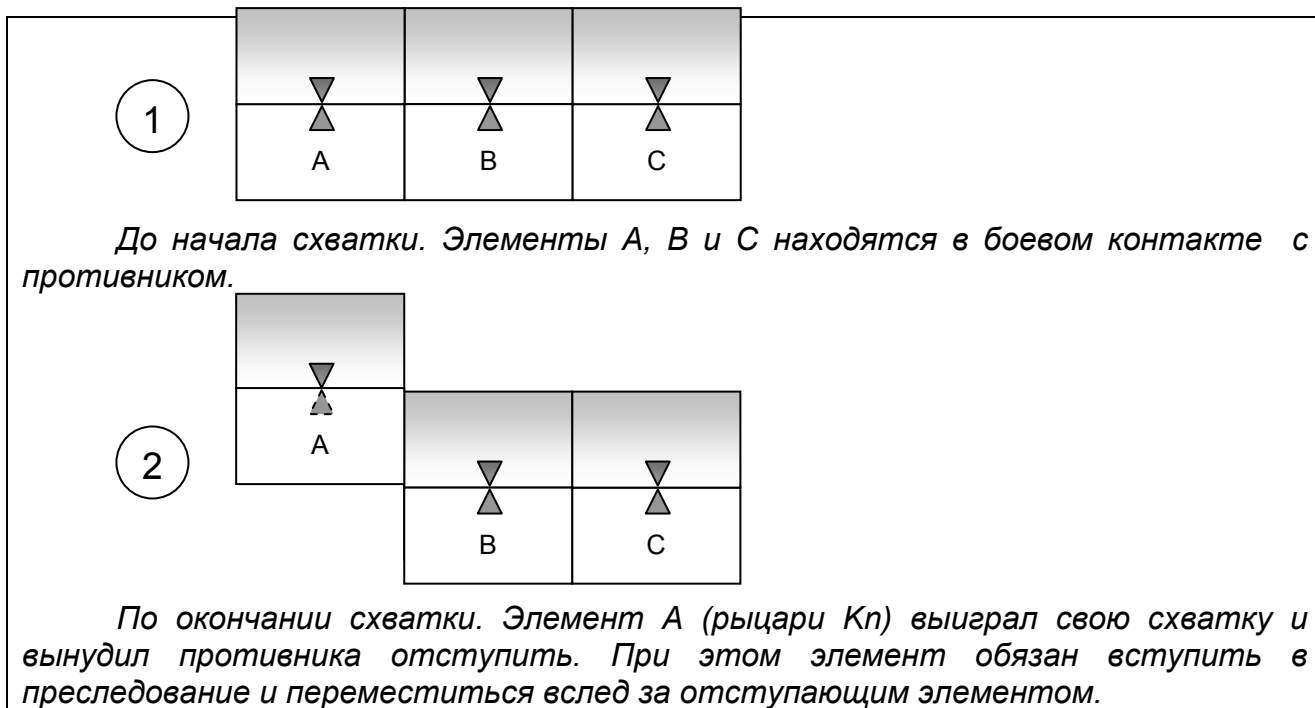 1
A B C
До начала схватки. Элементы А, В и С находятся в боевом контакте с
противником.
A
2
B C
По окончании схватки. Элемент А (рыцари Kn) выиграл свою схватку и
вынудил противника отступить. При этом элемент обязан вступить в
преследование и переместиться вслед за отступающим элементом.